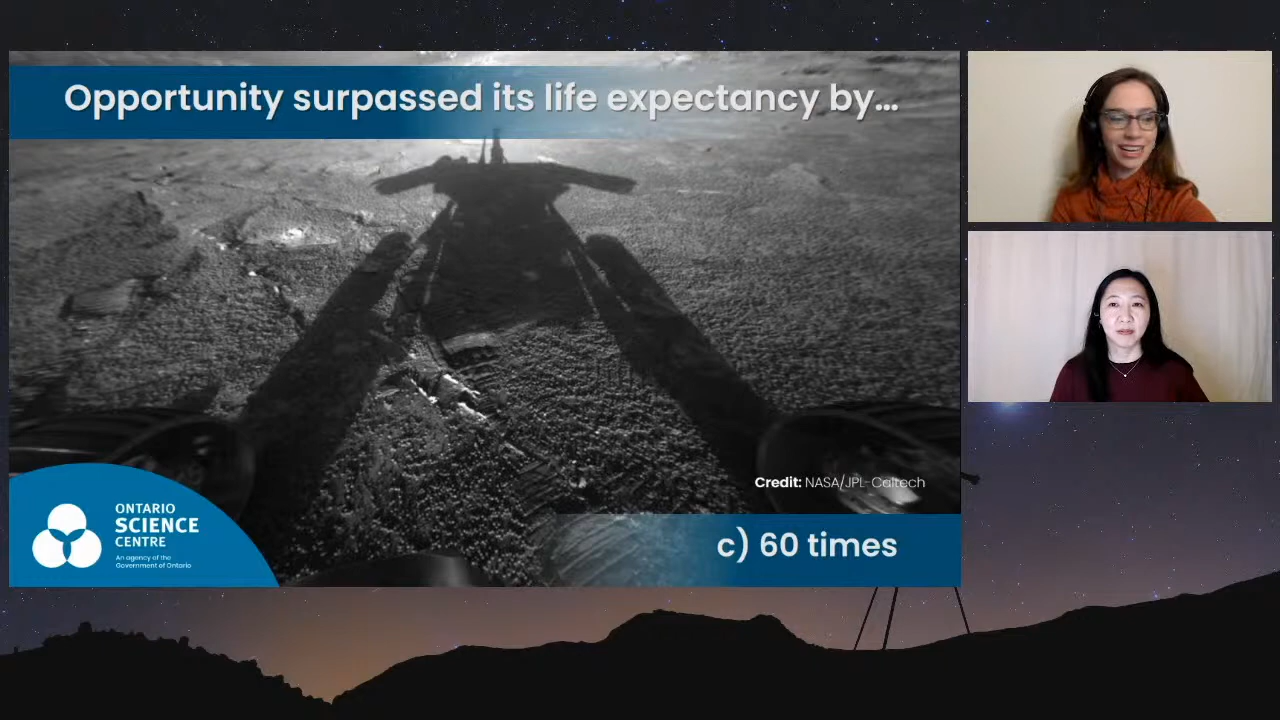 Opportunity surpassed its life expectancy by...
Credit: NASA/JPL-Caltech
c) 60 times
ONTARIO
SCIENCE
CENTRE
An agency of the
Government of Ontario